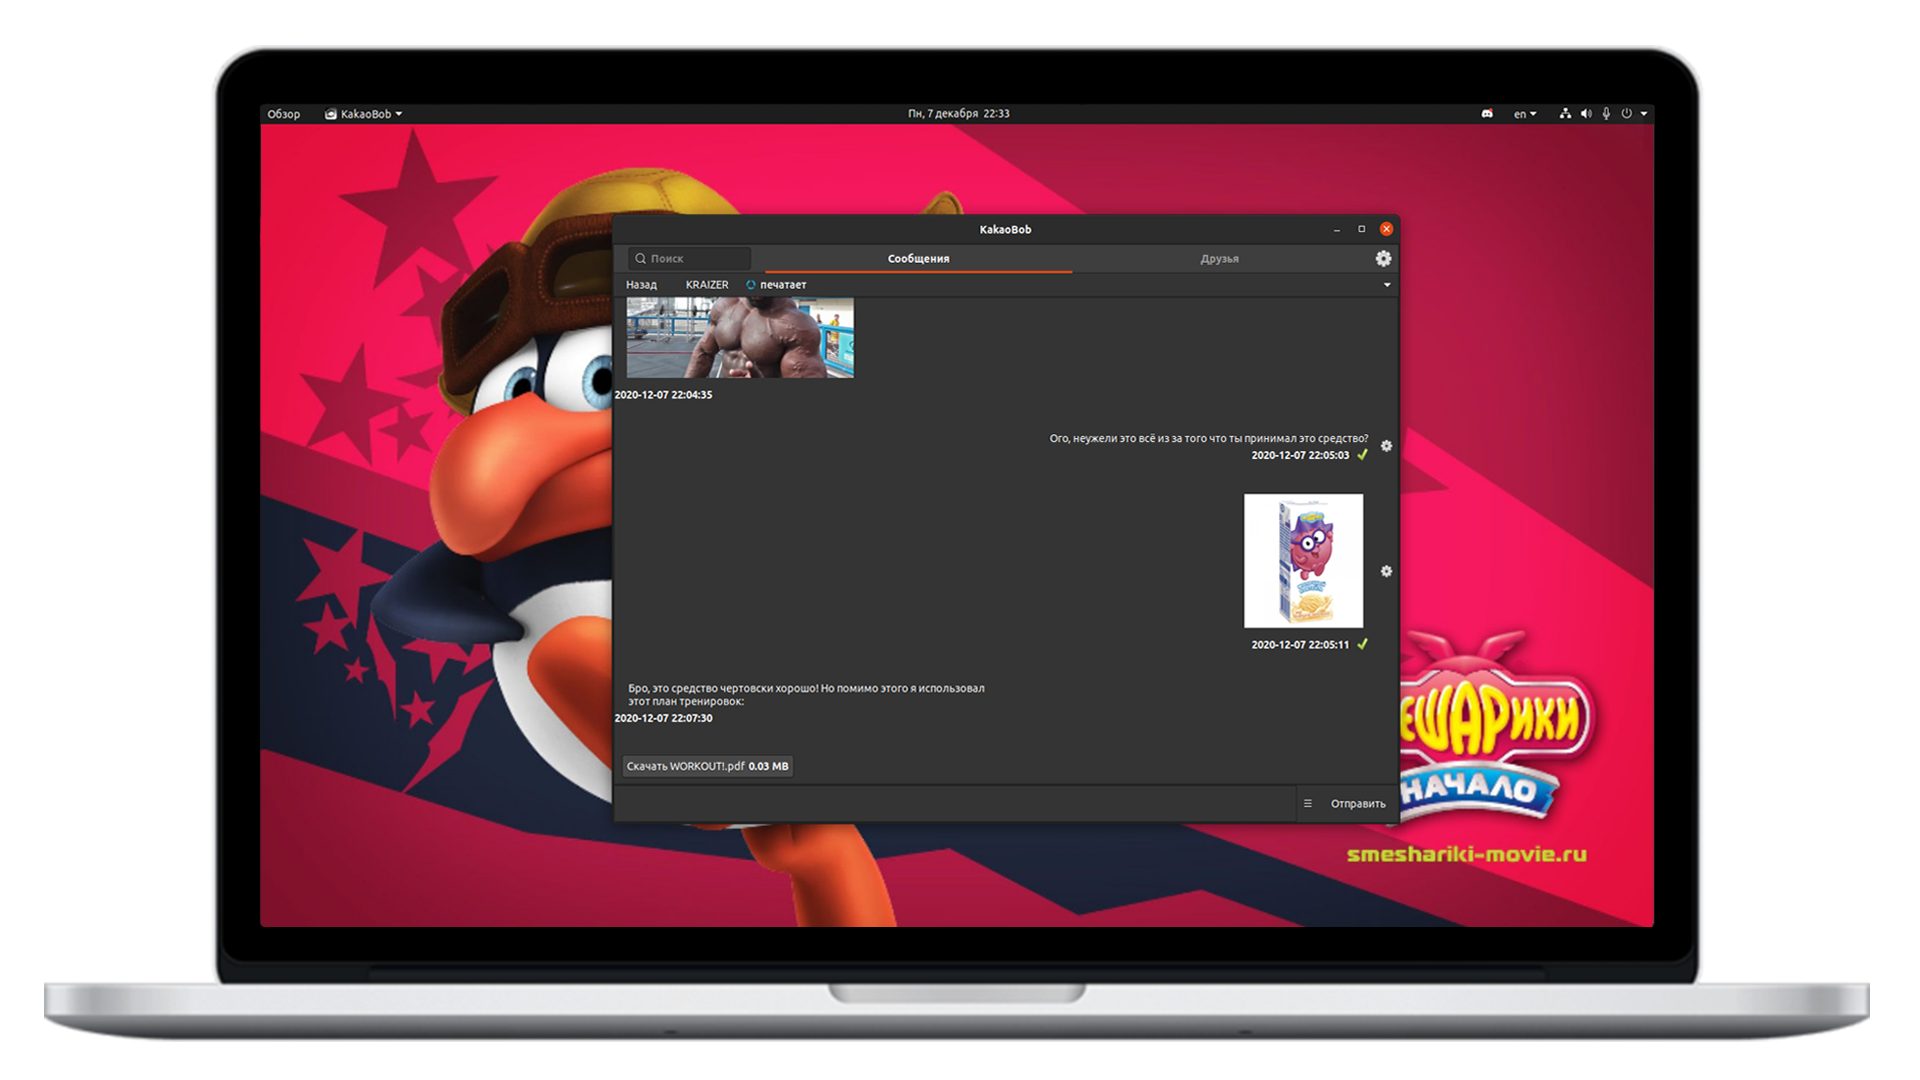 Обзор
KakaoBob
Пн, 7 декабря 22:33
en
KakaoBob
Поиск
Сообщения
Друзья
Назад
KRAIZER
печатает
2020-12-07 22:04:35
Ого, неужели это всё из за того что ты принимал это средство?
2020-12-07 22:05:03
2020-12-07 22:05:11
Бро, это средство чертовски хорошо! Но помимо этого я использовал
этот план тренировок:
2020-12-07 22:07:30
Скачать WORKOUT!.pdf 0.03 MB
Отправить
ЕШАРИКИ
НАЧАЛО
smeshariki-movie.ru